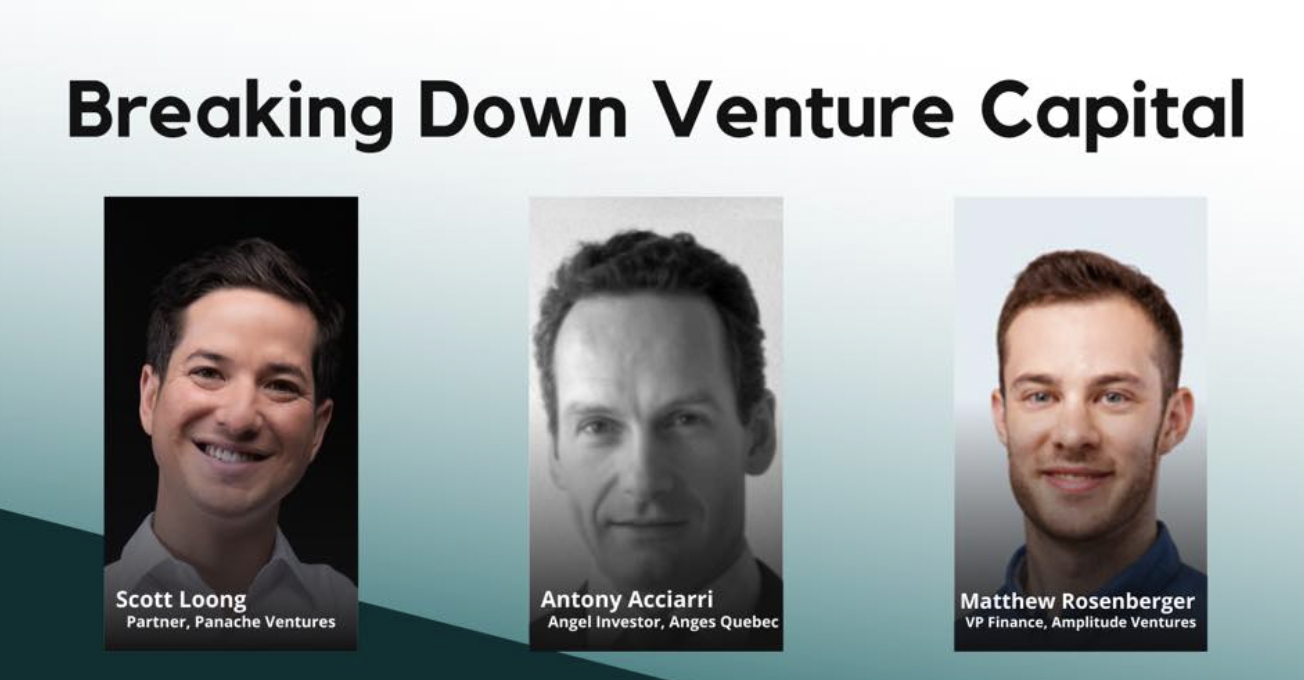 Breaking Down Venture Capital
Scott Loong
Partner, Panache Ventures
Antony Acciarri
Angel Investor, Anges Quebec
Matthew Rosenberger
VP Finance, Amplitude Ventures